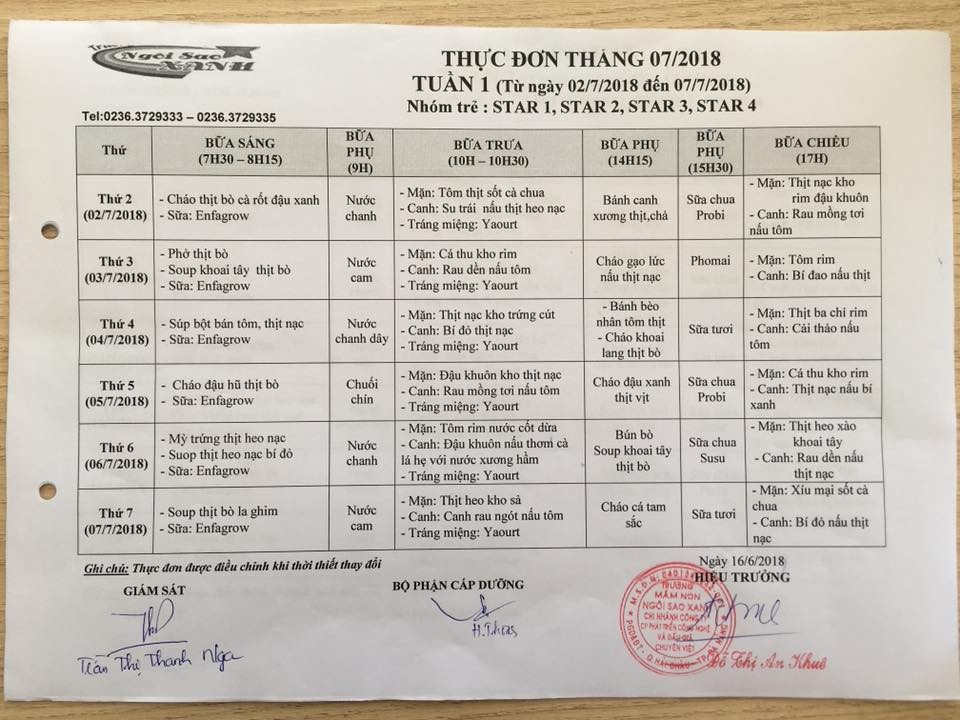 Ngôi Sao
XANH
THỰC ĐƠN THÁNG 07/2018
TUẦN 1 (Từ ngày 02/7/2018 đến 07/7/2018)
Nhóm trẻ : STAR 1, STAR 2, STAR 3, STAR 4
Tel:0236.3729333 – 0236.3729335
Thứ
BỮA SÁNG
(7H30 – 8H15)
BỮA
PHỤ
(9H)
BỮA TRƯA
(10H – 10H30)
BỮA PHỤ
(14H15)
BỮA
PHỤ
(15H30)
BỮA CHIỀU
(17H)
Thứ 2
(02/7/2018)
- Cháo thịt bò cà rốt đậu xanh
- Sữa: Enfagrow
Nước
chanh
- Mặn: Tôm thịt sốt cà chua
- Canh: Su trái nấu thịt heo nạc
- Tráng miệng: Yaourt
Bánh canh
xương thịt,chả
Sữa chua
Probi
- Mặn: Thịt nạc kho
rim đậu khuôn
- Canh: Rau mồng tơi
nấu tôm
Thứ 3
(03/7/2018)
- Phở thịt bò
- Soup khoai tây thịt bò
- Sữa: Enfagrow
Nước
cam
- Mặn: Cá thu kho rim
- Canh: Rau dền nấu tôm
- Tráng miệng: Yaourt
Cháo gạo lức
nấu thịt nạc
Phomai
- Mặn: Tôm rim
- Canh: Bí đao nấu thịt
Thứ 4
(04/7/2018)
- Súp bột bán tôm, thịt nạc
- Sữa: Enfagrow
Nước
chanh dây
- Mặn: Thịt nạc kho trứng cút
- Canh: Bí đỏ thịt nạc
- Tráng miệng: Yaourt
- Bánh bèo
nhân tôm thịt
- Cháo khoai
lang thịt bò
Sữa tươi
- Mặn: Thịt ba chỉ rim
- Canh: Cải thảo nấu
tôm
Thứ 5
(05/7/2018)
- Cháo đậu hũ thịt bò
- Sữa: Enfagrow
Chuối
chín
- Mặn: Đậu khuôn kho thịt nạc
- Canh: Rau mồng tơi nấu tôm
- Tráng miệng: Yaourt
Cháo đậu xanh
thịt vịt
Sữa chua
Probi
- Mặn: Cá thu kho rim
- Canh: Thịt nạc nấu bí
xanh
Thứ 6
(06/7/2018)
- Mỳ trứng thịt heo nạc
- Suop thịt heo nạc bí đỏ
- Sữa: Enfagrow
Nước
chanh
- Mặn: Tôm rim nước cốt dừa
- Canh: Đậu khuôn nấu thơm cà
lá hẹ với nước xương hầm
- Tráng miệng: Yaourt
Bún bò
Soup khoai tây
thịt bò
Sữa chua
Susu
- Mặn: Thịt heo xào
khoai tây
- Canh: Rau dền nấu
thịt nạc
Thứ 7
(07/7/2018)
- Soup thịt bò la ghim
- Sữa: Enfagrow
Nước
cam
- Mặn: Thịt heo kho sả
- Canh: Canh rau ngót nấu tôm
- Tráng miệng: Yaourt
Cháo cá tam
sắc
Sữa tươi
- Mặn: Xíu mại sốt cà
chua
- Canh: Bí đỏ nấu thịt
nạc
Ghi chú: Thực đơn được điều chỉnh khi thời thiết thay đổi
GIÁM SÁT
BỘ PHẬN CẤP DƯỠNG
Ngày 16/6/2018
HIỆU TRƯỞNG
Trần Thị Thanh Nga
TRƯỜNG
MẦM NON
NGÔI SAO XANH
CHI NHÁNH CÔNG TY
CP PHÁT TRIỂN CÔNG NGHỆ
VÀ ĐẤU GIÁ
CHUYÊN VIỆT
Đỗ Thị An Khuê